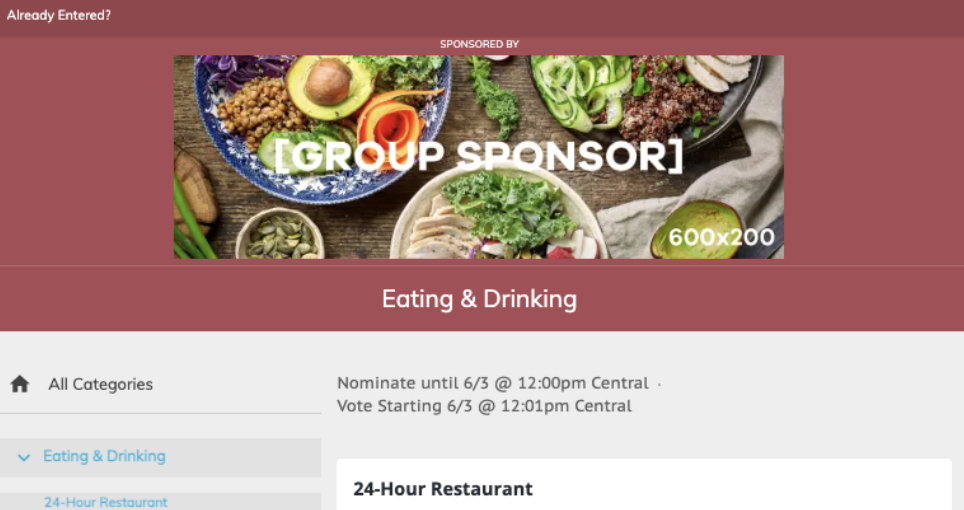 Already Entered?
SPONSORED BY
[GROUP SPONSOR]
600x200
Eating & Drinking
All Categories
Nominate until 6/3 @ 12:00pm Central ·
Vote Starting 6/3 @ 12:01pm Central
Eating & Drinking
24-Hour Restaurant
24-Hour Restaurant